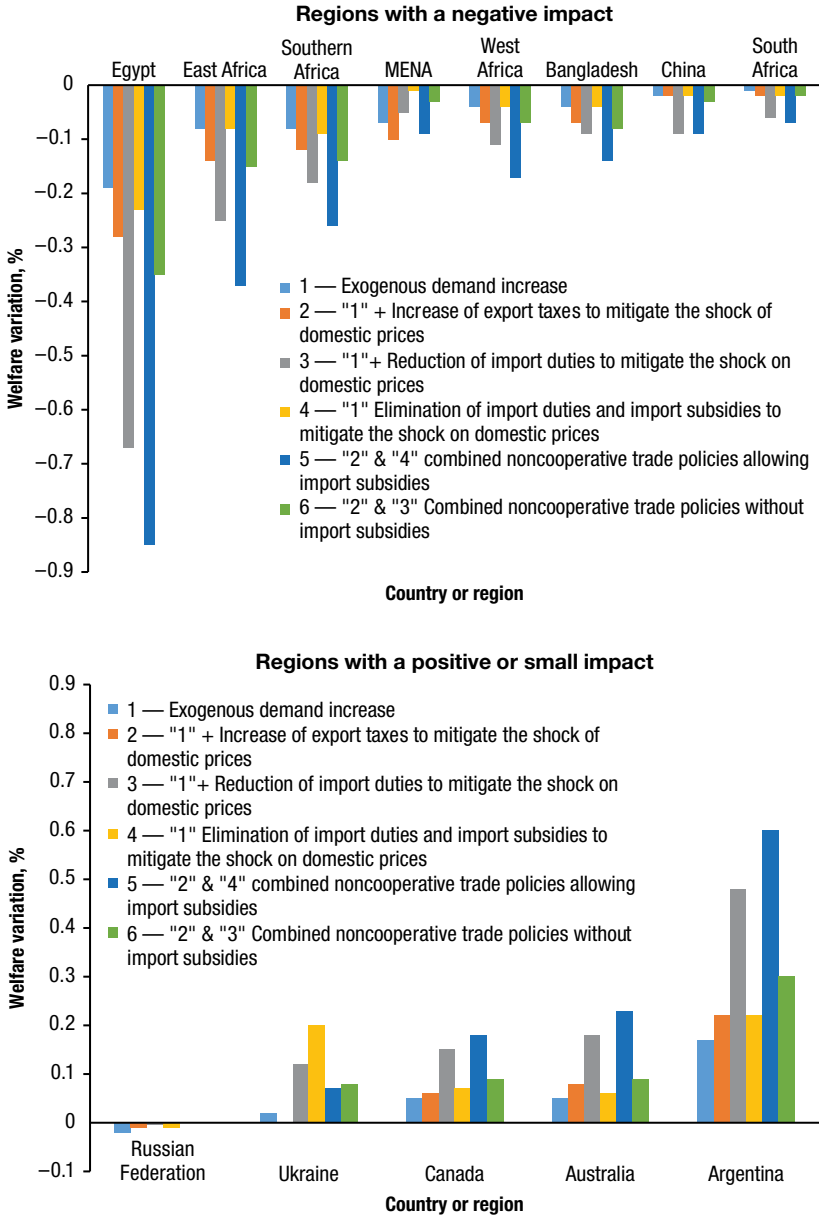 Regions with a negative impact
Egypt
East Africa
Southern
Africa
MENA
West
Africa
Bangladesh
China
South
Africa
0
−0.1
−0.2
−0.3
−0.4
−0.5
−0.6
−0.7
−0.8
−0.9
Welfare variation, %
1 — Exogenous demand increase
2 — "1" + Increase of export taxes to mitigate the shock of
domestic prices
3 — "1"+ Reduction of import duties to mitigate the shock on
domestic prices
4 — "1" Elimination of import duties and import subsidies to
mitigate the shock on domestic prices
5 — "2" & "4" combined noncooperative trade policies allowing
import subsidies
6 — "2" & "3" Combined noncooperative trade policies without
import subsidies
Country or region
Regions with a positive or small impact
0.9
0.8
0.7
0.6
0.5
0.4
0.3
0.2
0.1
0
−0.1
Welfare variation, %
1 — Exogenous demand increase
2 — "1" + Increase of export taxes to mitigate the shock of
domestic prices
3 — "1"+ Reduction of import duties to mitigate the shock on
domestic prices
4 — "1" Elimination of import duties and import subsidies to
mitigate the shock on domestic prices
5 — "2" & "4" combined noncooperative trade policies allowing
import subsidies
6 — "2" & "3" Combined noncooperative trade policies without
import subsidies
Russian
Federation
Ukraine
Canada
Australia
Argentina
Country or region